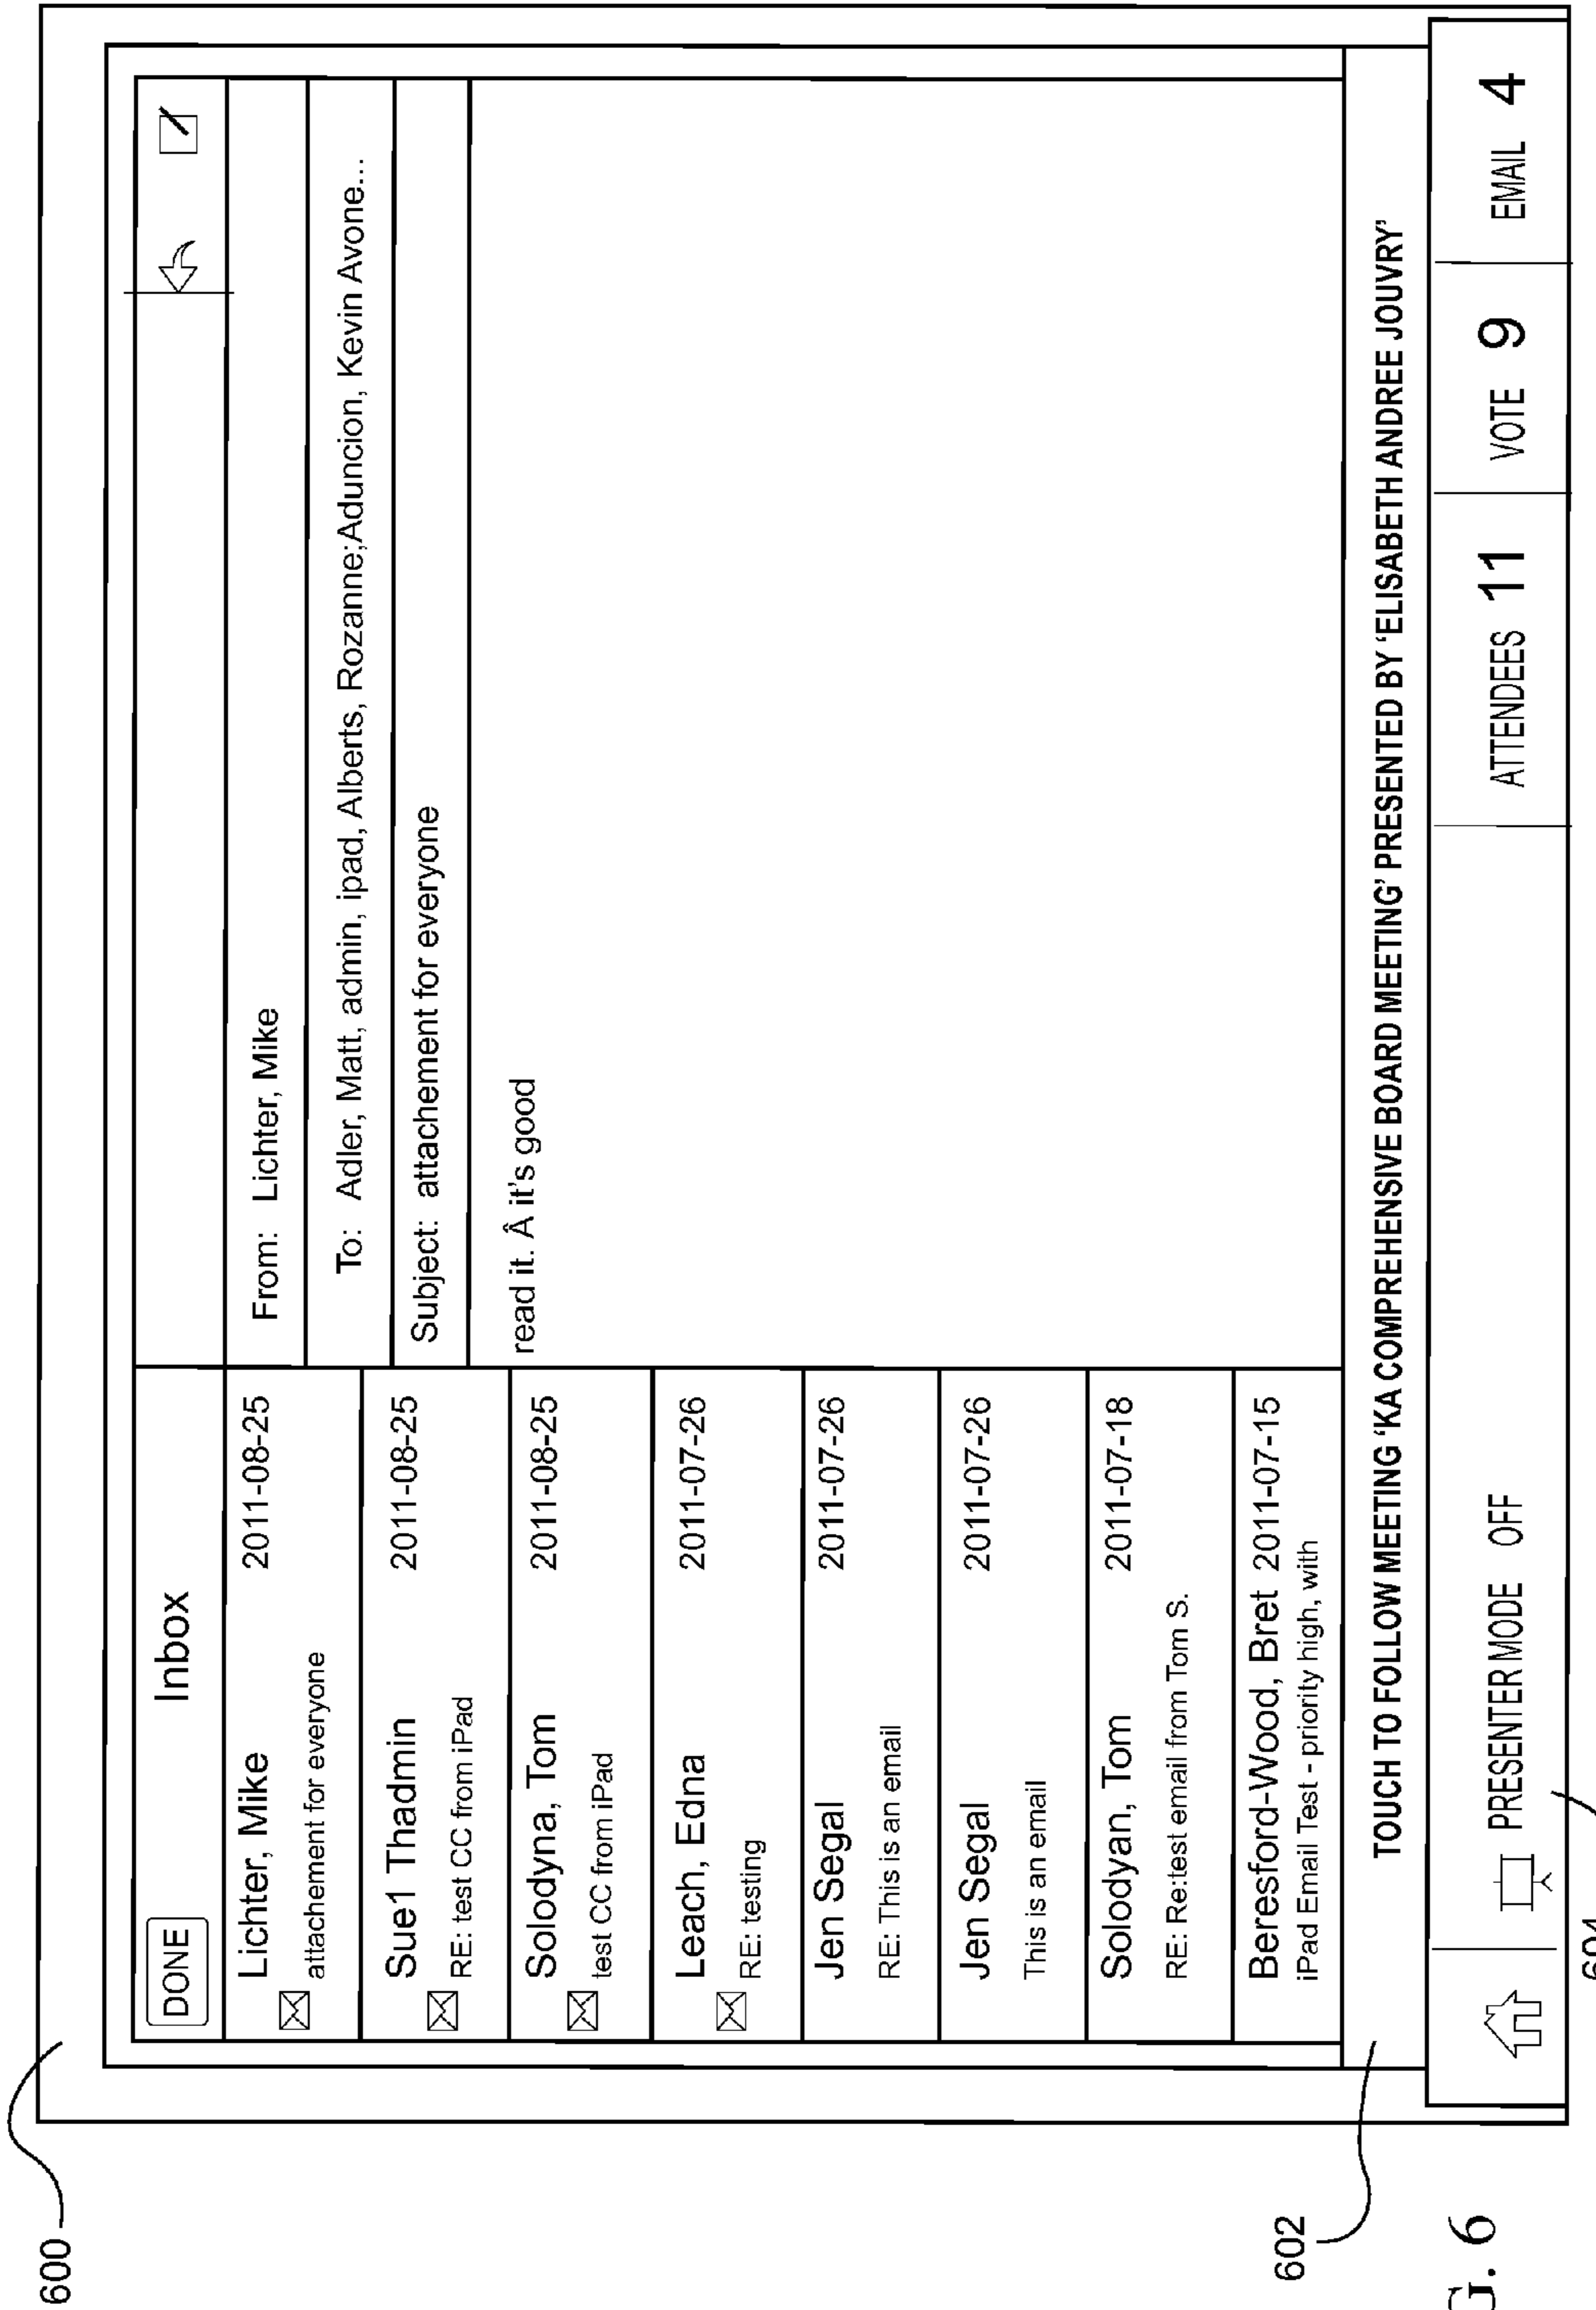 600
DONE
Inbox
Lichter, Mike 2011-08-25
attachement for everyone
Sue1 Thadmin 2011-08-25
RE: test CC from iPad
Solodyna, Tom 2011-08-25
test CC from iPad
Leach, Edna 2011-07-26
RE: testing
Jen Segal 2011-07-26
RE: This is an email
Jen Segal 2011-07-26
This is an email
Solodyan, Tom 2011-07-18
RE: Re:test email from Tom S.
Beresford-Wood, Bret 2011-07-15
iPad Email Test - priority high, with
From: Lichter, Mike
To: Adler, Matt, admin, ipad, Alberts, Rozanne;Aduncion, Kevin Avone...
Subject: attachement for everyone
read it. Â it's good
602
TOUCH TO FOLLOW MEETING 'KA COMPREHENSIVE BOARD MEETING' PRESENTED BY 'ELISABETH ANDREE JOUVRY'
PRESENTER MODE OFF
ATTENDEES 11
VOTE 9
EMAIL 4
G. 6